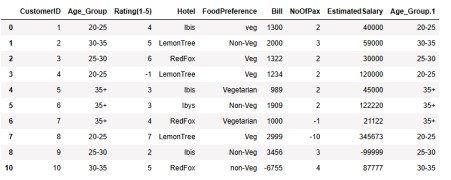 CustomerID Age_Group Rating(1-5) Hotel FoodPreference Bill NoOfPax EstimatedSalary Age_Group.1
0 1 20-25 4 Ibis veg 1300 2 40000 20-25
1 2 30-35 5 LemonTree Non-Veg 2000 3 59000 30-35
2 3 25-30 6 RedFox Veg 1322 2 30000 25-30
3 4 20-25 -1 LemonTree Veg 1234 2 120000 20-25
4 5 35+ 3 Ibis Vegetarian 989 2 45000 35+
5 6 35+ 3 Ibys Non-Veg 1909 2 122220 35+
6 7 35+ 4 RedFox Vegetarian 1000 -1 21122 35+
7 8 20-25 7 LemonTree Veg 2999 -10 345673 20-25
8 9 25-30 2 Ibis Non-Veg 3456 3 -99999 25-30
10 10 30-35 5 RedFox non-Veg -6755 4 87777 30-35